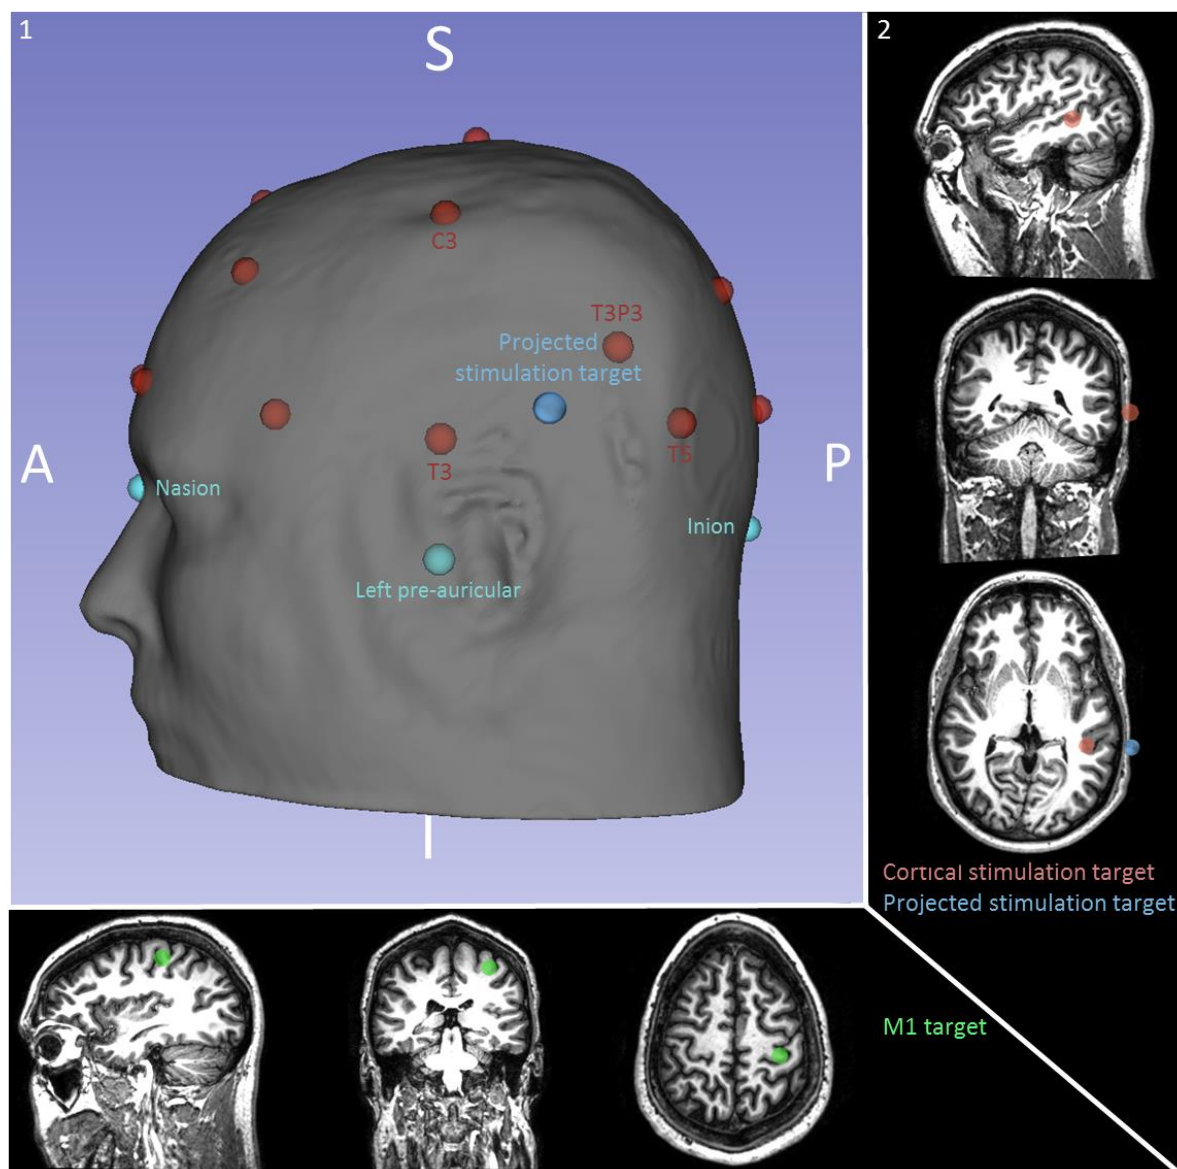 1
S
2
C3
T3P3
Projected
stimulation target
A
T3
T5
P
Nasion
Inion
Left pre-auricular
I
Cortical stimulation target
Projected stimulation target
M1 target